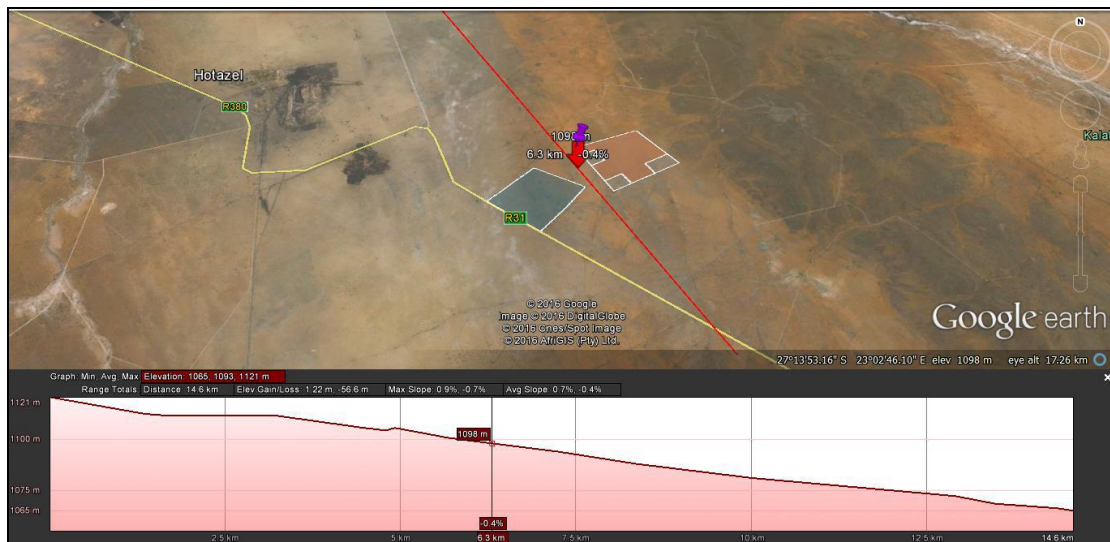 N
Hotazel
R380
Kala
1098 m
6.3 km -0.4%
R31
© 2016 Google
Image © 2016 DigitalGlobe
© 2016 Cnes/Spot Image
© 2016 AfriGIS (Pty) Ltd.
Google earth
27°13'53.16" S 23°02'46.10" E elev 1098 m eye alt 17.26 km
Graph: Min, Avg, Max Elevation: 1065, 1093, 1121 m
Range Totals: Distance: 14.6 km Elev Gain/Loss: 1.22 m, -56.6 m Max Slope: 0.9%, -0.7% Avg Slope: 0.7%, -0.4%
1121 m
1100 m
1098 m
1075 m
1065 m
-0.4%
2.5 km 5 km 6.3 km 7.5 km 10 km 12.5 km 14.6 km